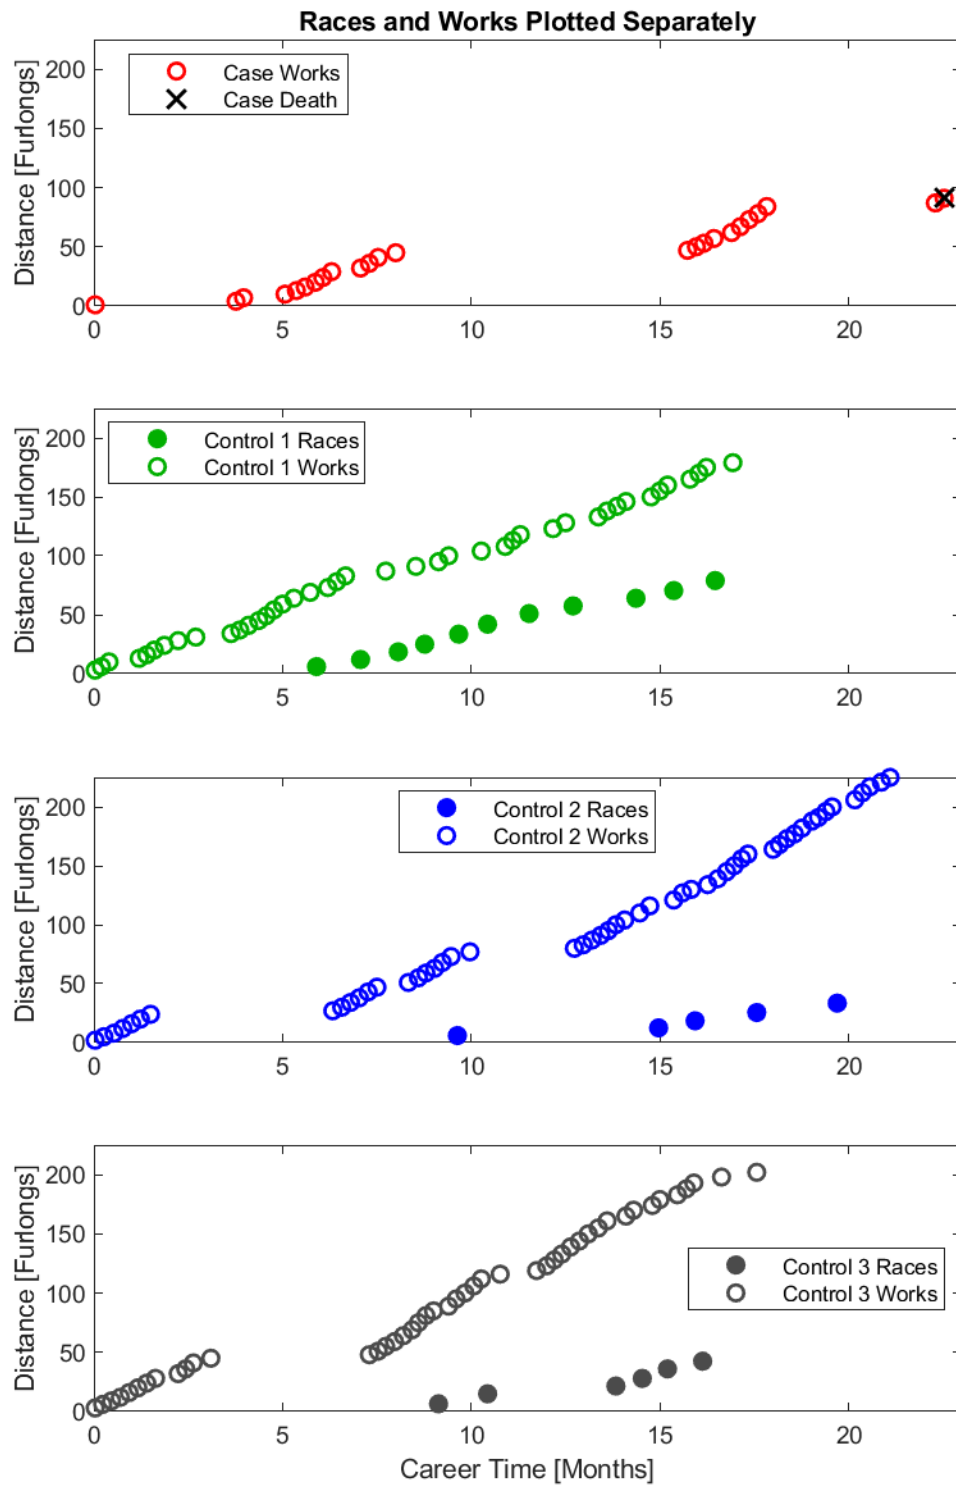 Races and Works Plotted Separately
Distance [Furlongs]
200
150
100
50
0
Case Works
Case Death
0 5 10 15 20
Distance [Furlongs]
200
150
100
50
0
Control 1 Races
Control 1 Works
0 5 10 15 20
Distance [Furlongs]
200
150
100
50
0
Control 2 Races
Control 2 Works
0 5 10 15 20
Distance [Furlongs]
200
150
100
50
0
Control 3 Races
Control 3 Works
0 5 10 15 20
Career Time [Months]